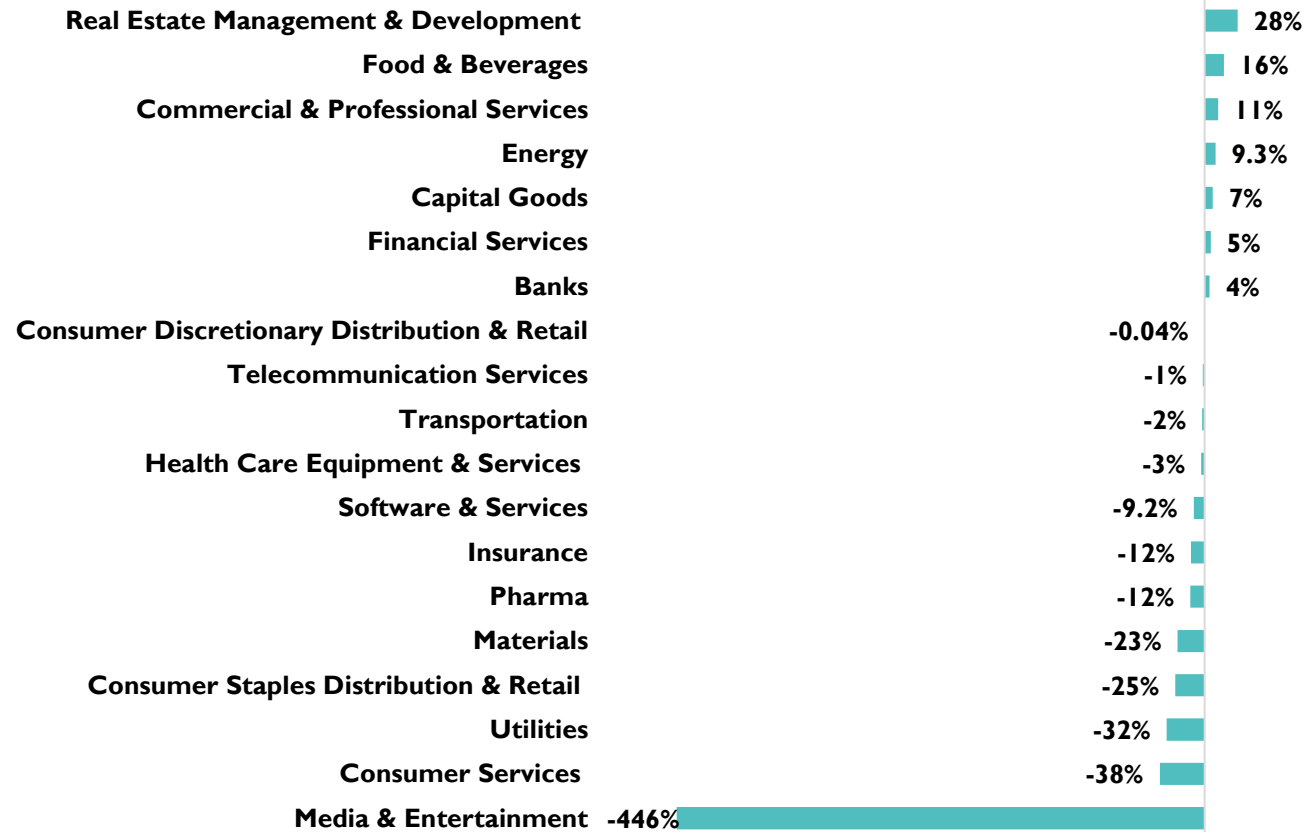 Real Estate Management & Development 28%
Food & Beverages 16%
Commercial & Professional Services 11%
Energy 9.3%
Capital Goods 7%
Financial Services 5%
Banks 4%
Consumer Discretionary Distribution & Retail -0.04%
Telecommunication Services -1%
Transportation -2%
Health Care Equipment & Services -3%
Software & Services -9.2%
Insurance -12%
Pharma -12%
Materials -23%
Consumer Staples Distribution & Retail -25%
Utilities -32%
Consumer Services -38%
Media & Entertainment -446%